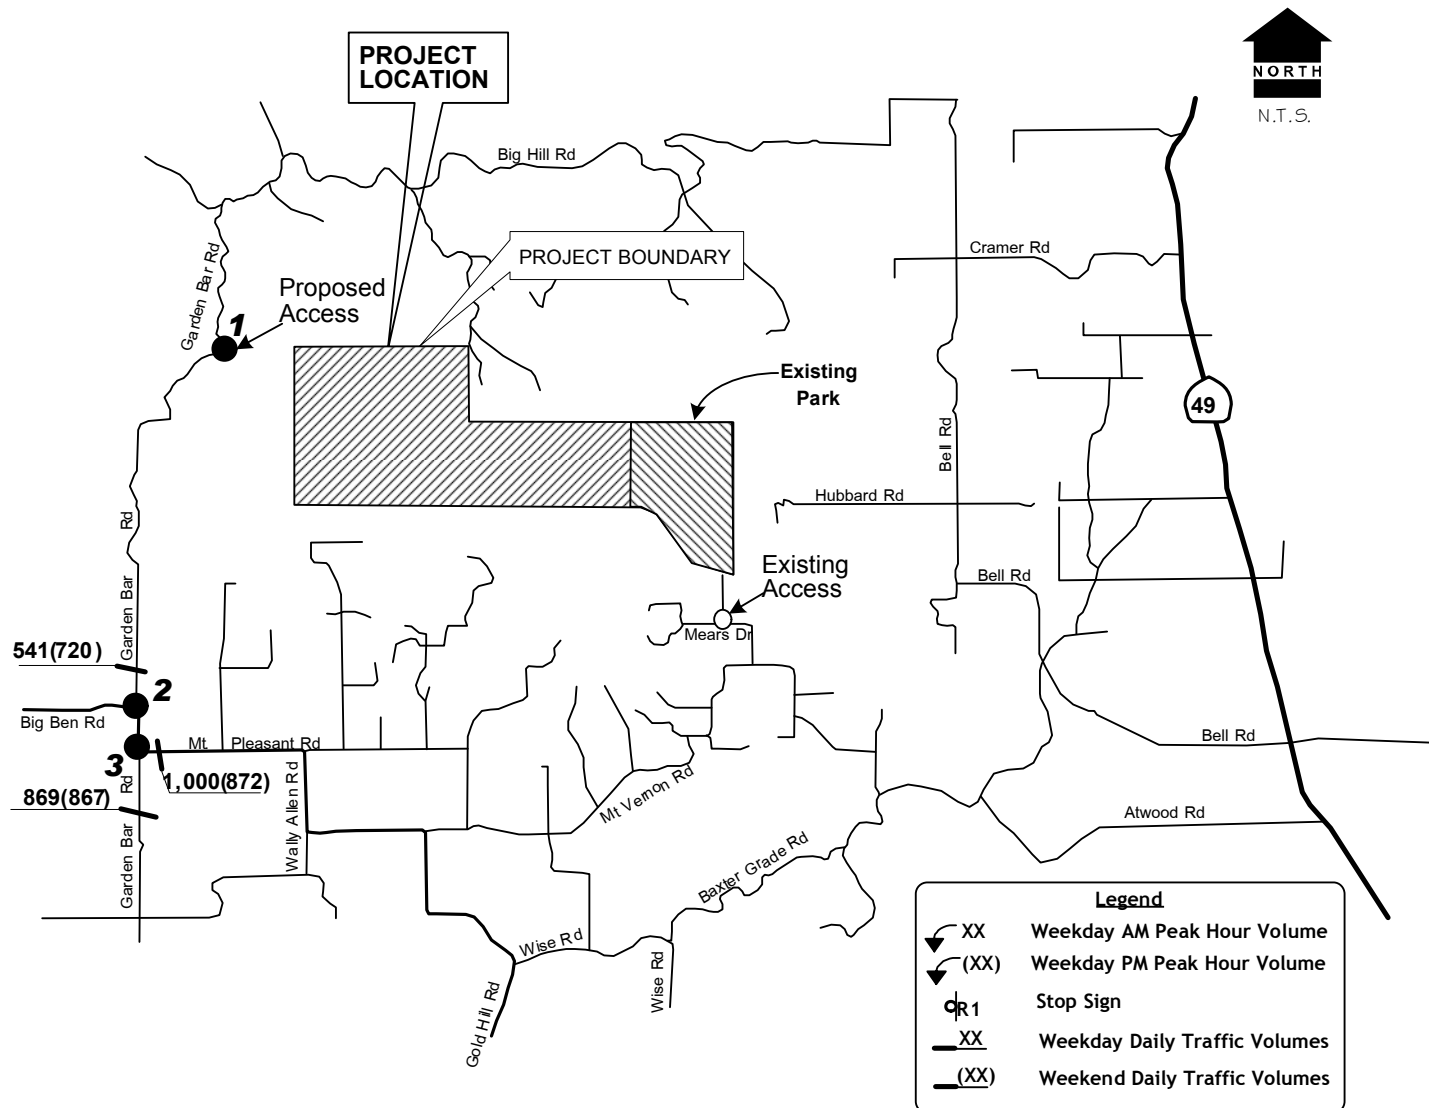 PROJECT
LOCATION
NORTH
N.T.S.
Big Hill Rd
Garden Bar Rd
PROJECT BOUNDARY
Cramer Rd
Proposed
Access
1
Existing
Park
49
Bell Rd
Hubbard Rd
Garden Bar Rd
Existing
Access
Bell Rd
Mears Dr
541(720)
2
Big Ben Rd
Mt Pleasant Rd
Bell Rd
3
1,000(872)
869(867)
Garden Bar Rd
Wally Allen Rd
Mt Vernon Rd
Atwood Rd
Baxter Grade Rd
Wise Rd
Wise Rd
Gold Hill Rd
Legend
XX Weekday AM Peak Hour Volume
(XX) Weekday PM Peak Hour Volume
R1 Stop Sign
XX Weekday Daily Traffic Volumes
(XX) Weekend Daily Traffic Volumes